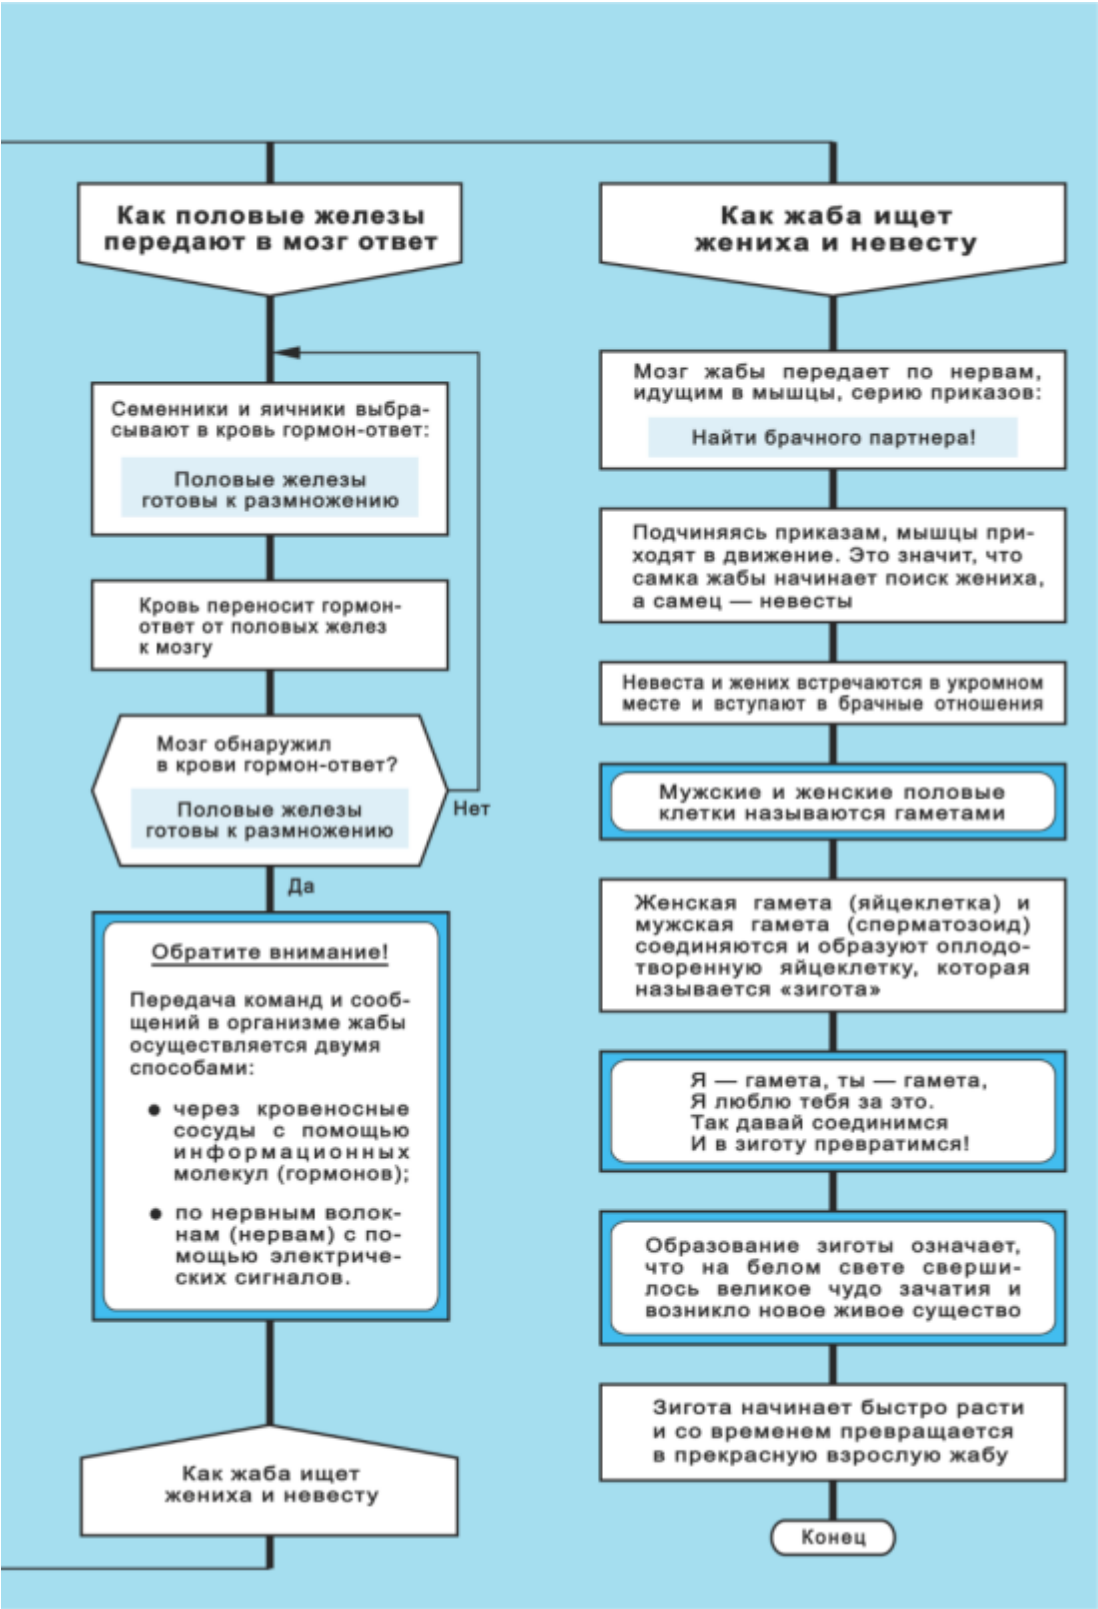 Как половые железы
передают в мозг ответ
Семенники и яичники выбра-
сывают в кровь гормон-ответ:
Половые железы
готовы к размножению
Кровь переносит гормон-
ответ от половых желез
к мозгу
Мозг обнаружил
в крови гормон-ответ?
Половые железы
готовы к размножению
Нет
Да
Обратите внимание!
Передача команд и сооб-
щений в организме жабы
осуществляется двумя
способами:
● через кровеносные
сосуды с помощью
информационных
молекул (гормонов);
● по нервным волок-
нам (нервам) с по-
мощью электриче-
ских сигналов.
Как жаба ищет
жениха и невесту
Как жаба ищет
жениха и невесту
Мозг жабы передает по нервам,
идущим в мышцы, серию приказов:
Найти брачного партнера!
Подчиняясь приказам, мышцы при-
ходят в движение. Это значит, что
самка жабы начинает поиск жениха,
а самец — невесты
Невеста и жених встречаются в укромном
месте и вступают в брачные отношения
Мужские и женские половые
клетки называются гаметами
Женская гамета (яйцеклетка) и
мужская гамета (сперматозоид)
соединяются и образуют оплодо-
творенную яйцеклетку, которая
называется «зигота»
Я — гамета, ты — гамета,
Я люблю тебя за это.
Так давай соединимся
И в зиготу превратимся!
Образование зиготы означает,
что на белом свете сверши-
лось великое чудо зачатия и
возникло новое живое существо
Зигота начинает быстро расти
и со временем превращается
в прекрасную взрослую жабу
Конец